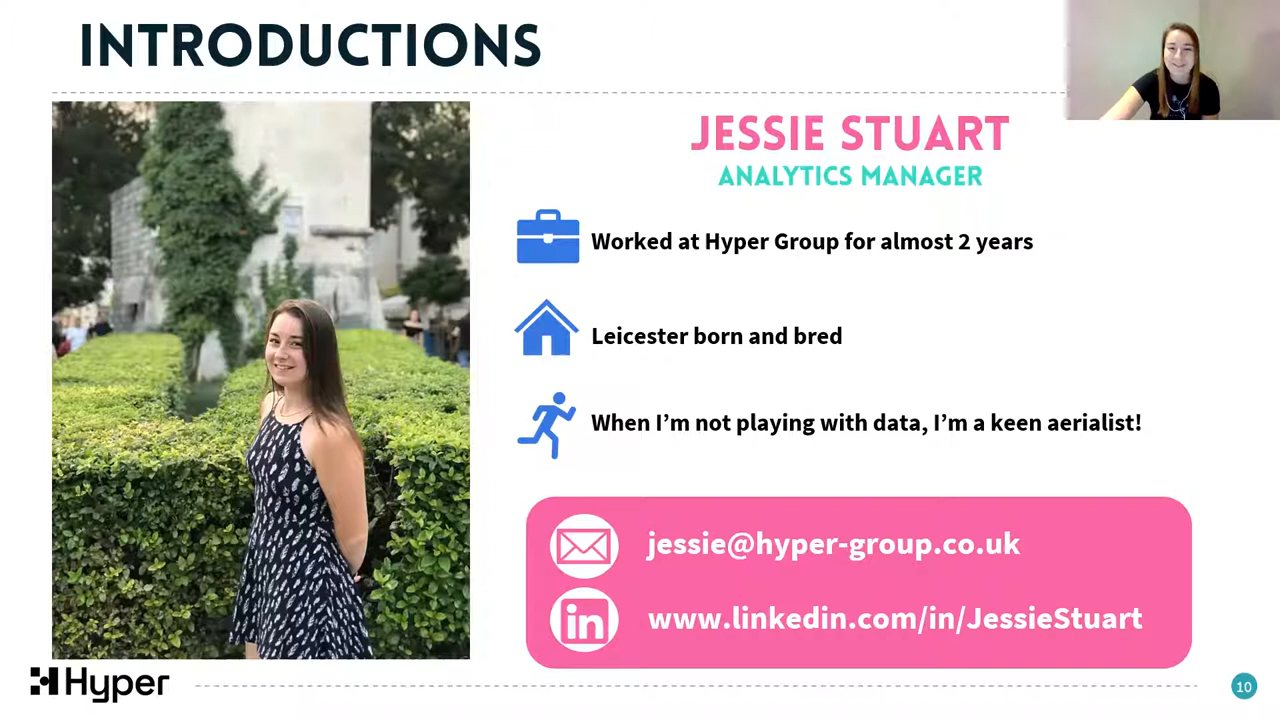 INTRODUCTIONS
JESSIE STUART
ANALYTICS MANAGER
Worked at Hyper Group for almost 2 years
Leicester born and bred
When I’m not playing with data, I’m a keen aerialist!
jessie@hyper-group.co.uk
in
www.linkedin.com/in/JessieStuart
Hyper
10